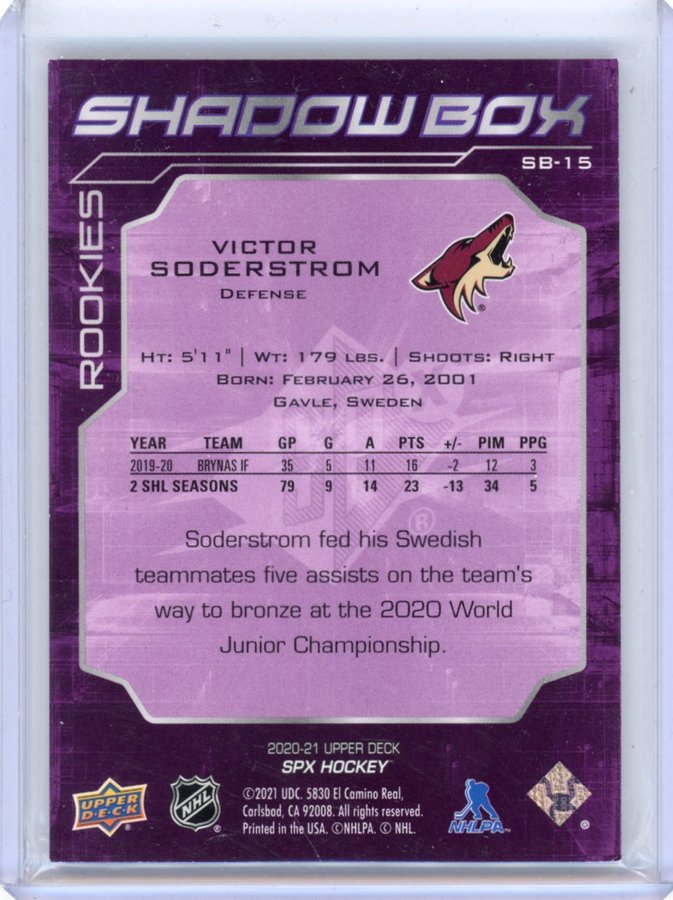 SHADOW BOX
SB-15
ROOKIES
VICTOR
SODERSTROM
DEFENSE
®
HT: 5'11" | WT: 179 LBS. | SHOOTS: RIGHT
BORN: FEBRUARY 26, 2001
GAVLE, SWEDEN
YEAR TEAM GP G A PTS +/- PIM PPG
2019-20 BRYNAS IF 35 5 11 16 -2 12 3
2 SHL SEASONS 79 9 14 23 -13 34 5
®
Soderstrom fed his Swedish
teammates five assists on the team's
way to bronze at the 2020 World
Junior Championship.
2020-21 UPPER DECK
SPX HOCKEY™
©2021 UDC. 5830 El Camino Real,
Carlsbad, CA 92008. All rights reserved.
Printed in the USA. ©NHLPA. © NHL.
UPPER
DECK
NHL
®
NHLPA™
®